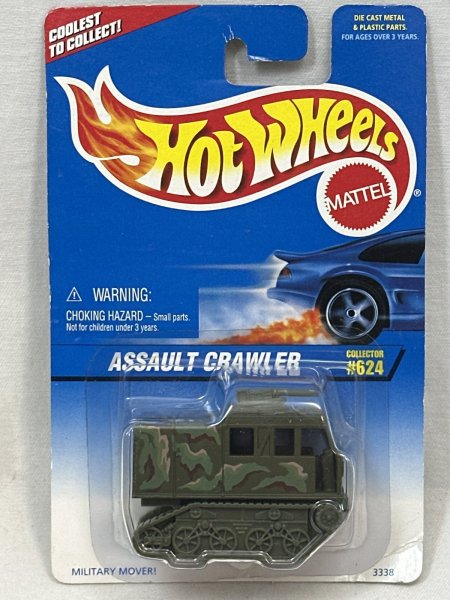 COOLEST
TO COLLECT!
DIE CAST METAL
& PLASTIC PARTS.
FOR AGES OVER 3 YEARS.
HOT WHEELS
MATTEL
®
⚠ WARNING:
CHOKING HAZARD – Small parts.
Not for children under 3 years.
ASSAULT CRAWLER
COLLECTOR
#624
MILITARY MOVER!
3338